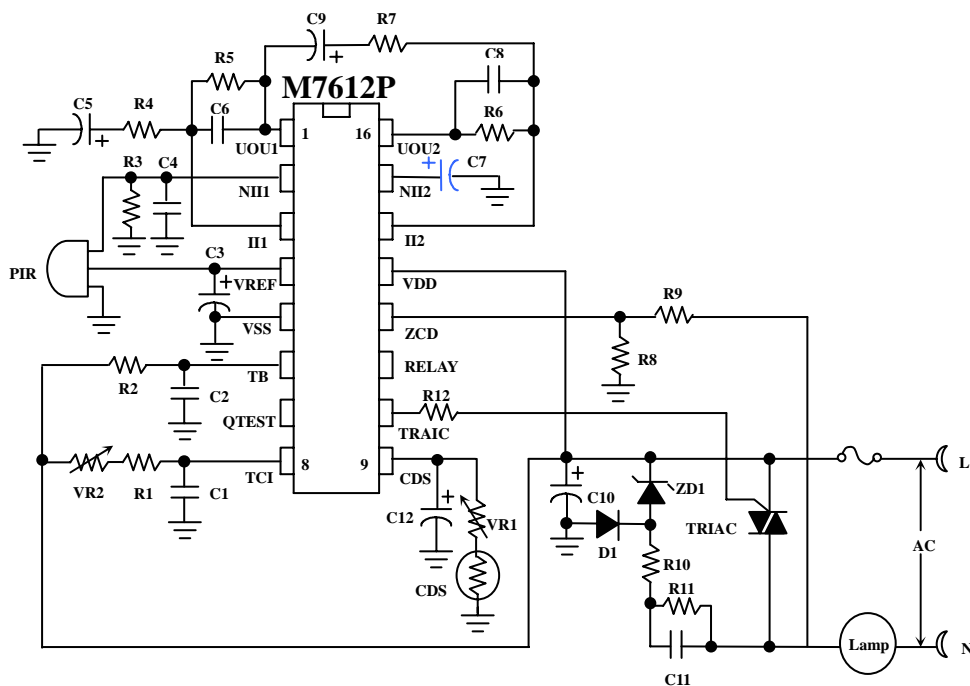 C9
R7
R5
C8
M7612P
C5
R4
C6
R6
1
16
UOU1
UOU2
R3
C4
C7
NII1
NII2
II1
II2
C3
PIR
VREF
VDD
R9
VSS
ZCD
R8
R2
TB
RELAY
C2
R12
QTEST
TRAIC
8
9
L
VR2
R1
C1
TCI
CDS
C12
VR1
C10
ZD1
TRIAC
D1
AC
R10
CDS
R11
Lamp
N
C11